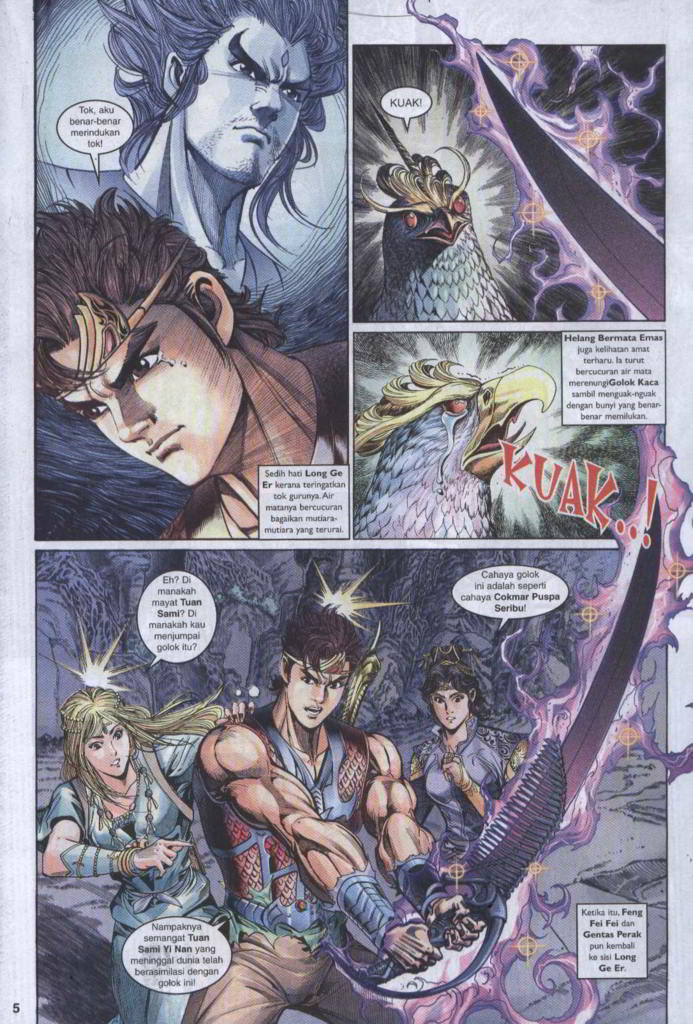 Tok, aku
benar-benar
merindukan
tok!
Sedih hati Long Ge
Er kerana teringatkan
tok gurunya. Air
matanya bercucuran
bagaikan mutiara-
mutiara yang terurai.
KUAK!
Helang Bermata Emas
juga kelihatan amat
terharu. Ia turut
bercucuran air mata
merenungiGolok Kaca
sambil menguak-nguak
dengan bunyi yang benar-
benar memilukan.
KUAK..!
Eh? Di
manakah
mayat Tuan
Sami? Di
manakah kau
menjumpai
golok itu?
Cahaya golok
ini adalah seperti
cahaya Cokmar Puspa
Seribu!
Nampaknya
semangat Tuan
Sami Yi Nan yang
meninggal dunia telah
berasimilasi dengan
golok ini!
Ketika itu, Feng
Fei Fei dan
Gentas Perak
pun kembali
ke sisi Long
Ge Er.
5